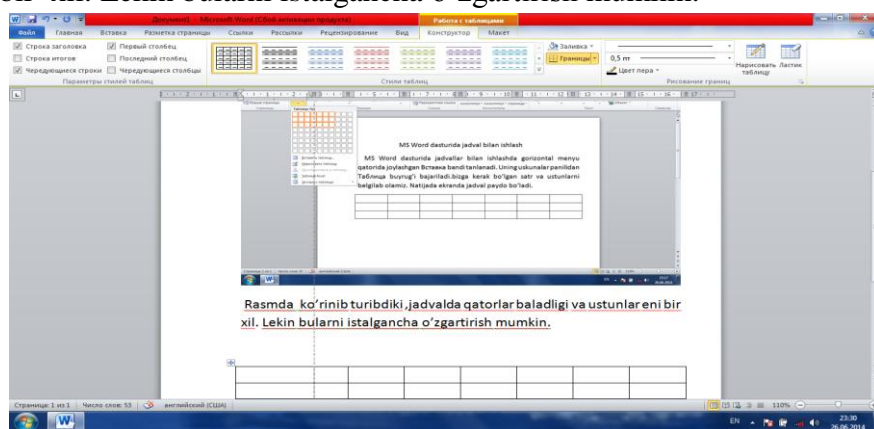 Документ1 - Microsoft Word (Сбой активации продукта)
Работа с таблицами
Файл Главная Вставка Разметка страницы Ссылки Рассылки Рецензирование Вид Конструктор Макет
Строка заголовка Первый столбец
Строка итогов Последний столбец
Чередующиеся строки Чередующиеся столбцы
Параметры стилей таблиц
Стили таблиц
Заливка
Границы
0,5 пт
Цвет пера
Нарисовать таблицу
Ластик
Рисование границ
MS Word dasturida jadval bilan ishlash
MS Word dasturida jadvallar bilan ishlashda gorizontal menyu
qatorida joylashgan Вставка bandi tanlanadi. Uning uskunalar panilidan
Таблица buyrug'i bajariladi.bizga kerak bo'lgan satr va ustunlarni
belgilab olamiz. Natijada ekranda jadval paydo bo'ladi.
Rasmda ko'rinib turibdiki ,jadvalda qatorlar baladligi va ustunlar eni bir
xil. Lekin bularni istalgancha o'zgartirish mumkin.
Страница: 1 из 1 Число слов: 53 английский (США) 110%
EN 23:30
26.06.2014